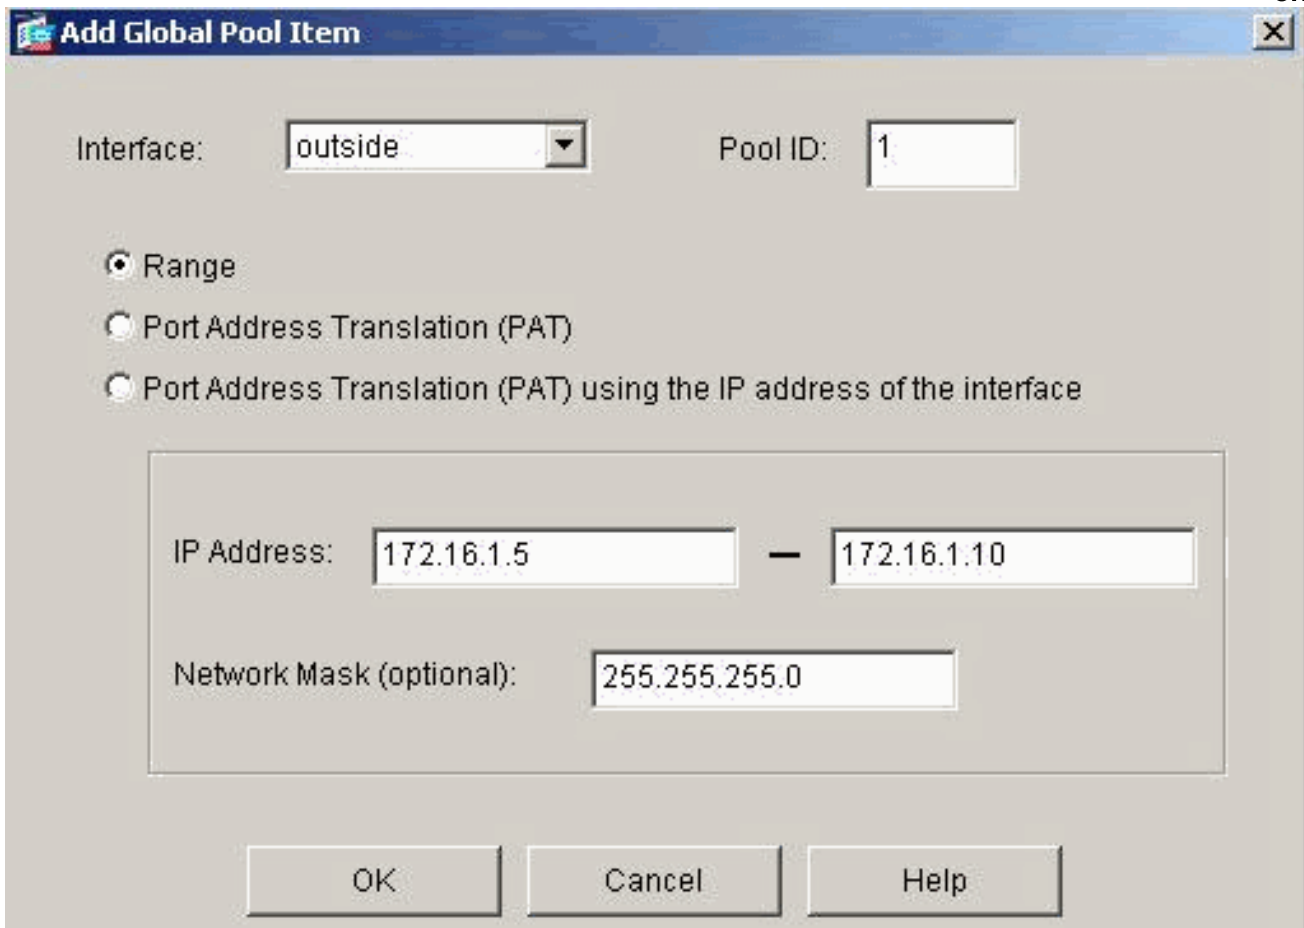 Add Global Pool Item
Interface: outside Pool ID: 1
Range
Port Address Translation (PAT)
Port Address Translation (PAT) using the IP address of the interface
IP Address: 172.16.1.5 — 172.16.1.10
Network Mask (optional): 255.255.255.0
OK Cancel Help